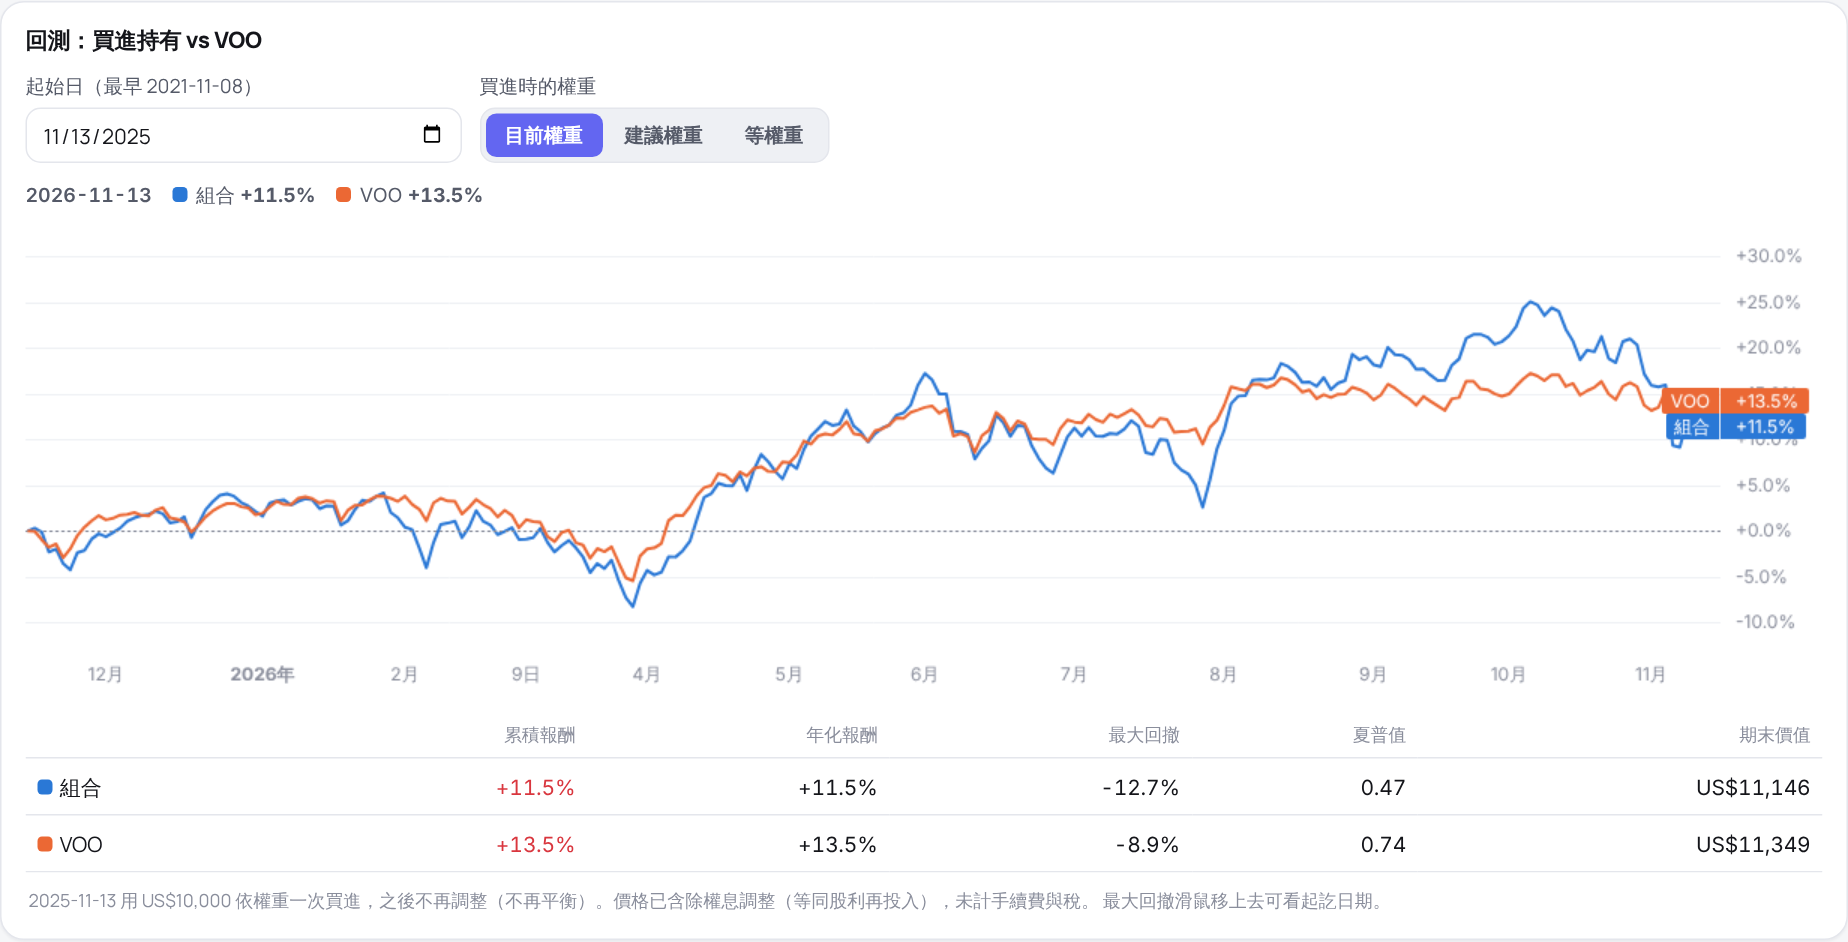 回測：買進持有 vs VOO
起始日（最早 2021-11-08） 買進時的權重
11/13/2025 目前權重 建議權重 等權重
2026-11-13 組合 +11.5% VOO +13.5%
+30.0%
+25.0%
+20.0%
VOO +13.5%
組合 +11.5%
+10.0%
+5.0%
+0.0%
-5.0%
-10.0%
12月 2026年 2月 9日 4月 5月 6月 7月 8月 9月 10月 11月
累積報酬 年化報酬 最大回撤 夏普值 期末價值
組合 +11.5% +11.5% -12.7% 0.47 US$11,146
VOO +13.5% +13.5% -8.9% 0.74 US$11,349
2025-11-13 用 US$10,000 依權重一次買進，之後不再調整（不再平衡）。價格已含除權息調整（等同股利再投入），未計手續費與稅。 最大回撤滑鼠移上去可看起訖日期。